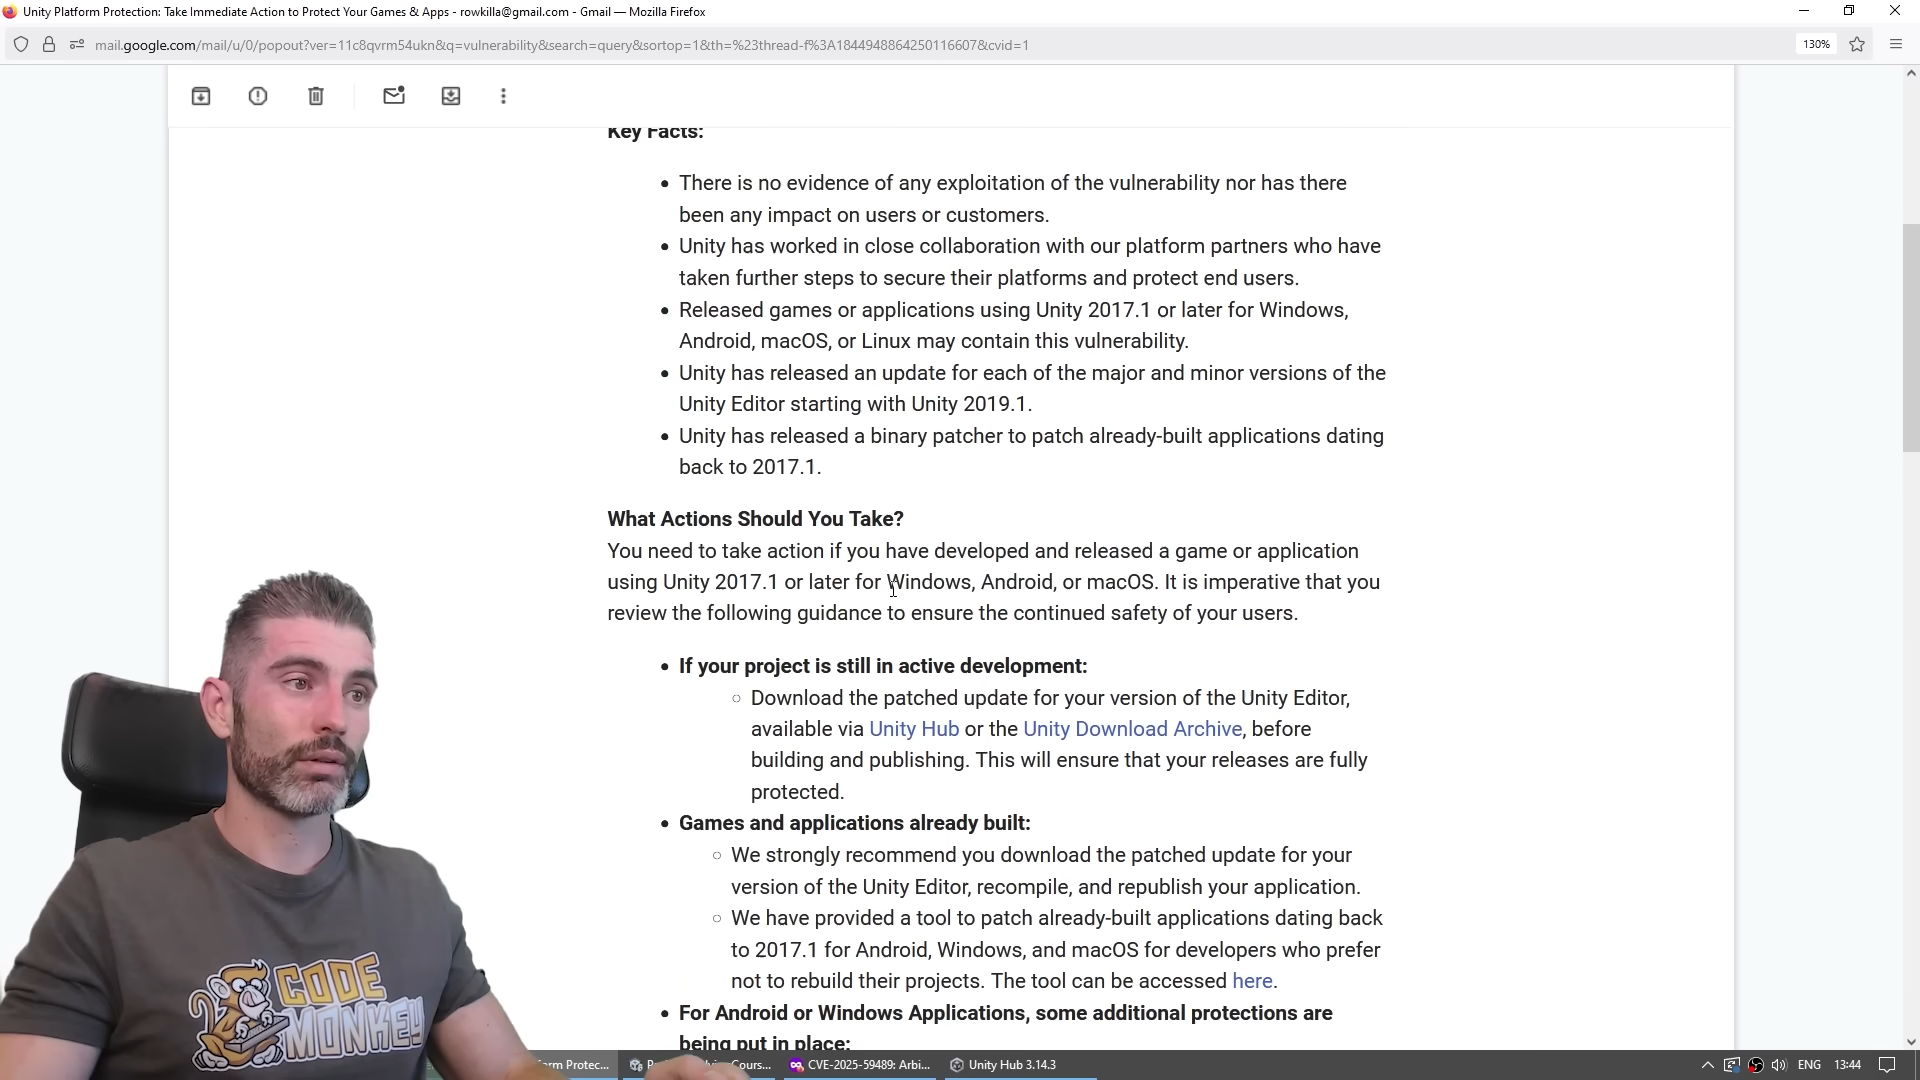 Unity Platform Protection: Take Immediate Action to Protect Your Games & Apps - rowkilla@gmail.com - Gmail — Mozilla Firefox
mail.google.com/mail/u/0/popout?ver=11c8qvrm54ukn&q=vulnerability&search=query&sortop=1&th=%23thread-f%3A1844948864250116607&cvid=1
130%
Key Facts:
There is no evidence of any exploitation of the vulnerability nor has there
been any impact on users or customers.
Unity has worked in close collaboration with our platform partners who have
taken further steps to secure their platforms and protect end users.
Released games or applications using Unity 2017.1 or later for Windows,
Android, macOS, or Linux may contain this vulnerability.
Unity has released an update for each of the major and minor versions of the
Unity Editor starting with Unity 2019.1.
Unity has released a binary patcher to patch already-built applications dating
back to 2017.1.
What Actions Should You Take?
You need to take action if you have developed and released a game or application
using Unity 2017.1 or later for Windows, Android, or macOS. It is imperative that you
review the following guidance to ensure the continued safety of your users.
If your project is still in active development:
Download the patched update for your version of the Unity Editor,
available via Unity Hub or the Unity Download Archive, before
building and publishing. This will ensure that your releases are fully
protected.
Games and applications already built:
We strongly recommend you download the patched update for your
version of the Unity Editor, recompile, and republish your application.
We have provided a tool to patch already-built applications dating back
to 2017.1 for Android, Windows, and macOS for developers who prefer
not to rebuild their projects. The tool can be accessed here.
For Android or Windows Applications, some additional protections are
being put in place:
CODE
MONKEY
orm Protec... Cours... CVE-2025-59489: Arbi... Unity Hub 3.14.3 ENG 13:44